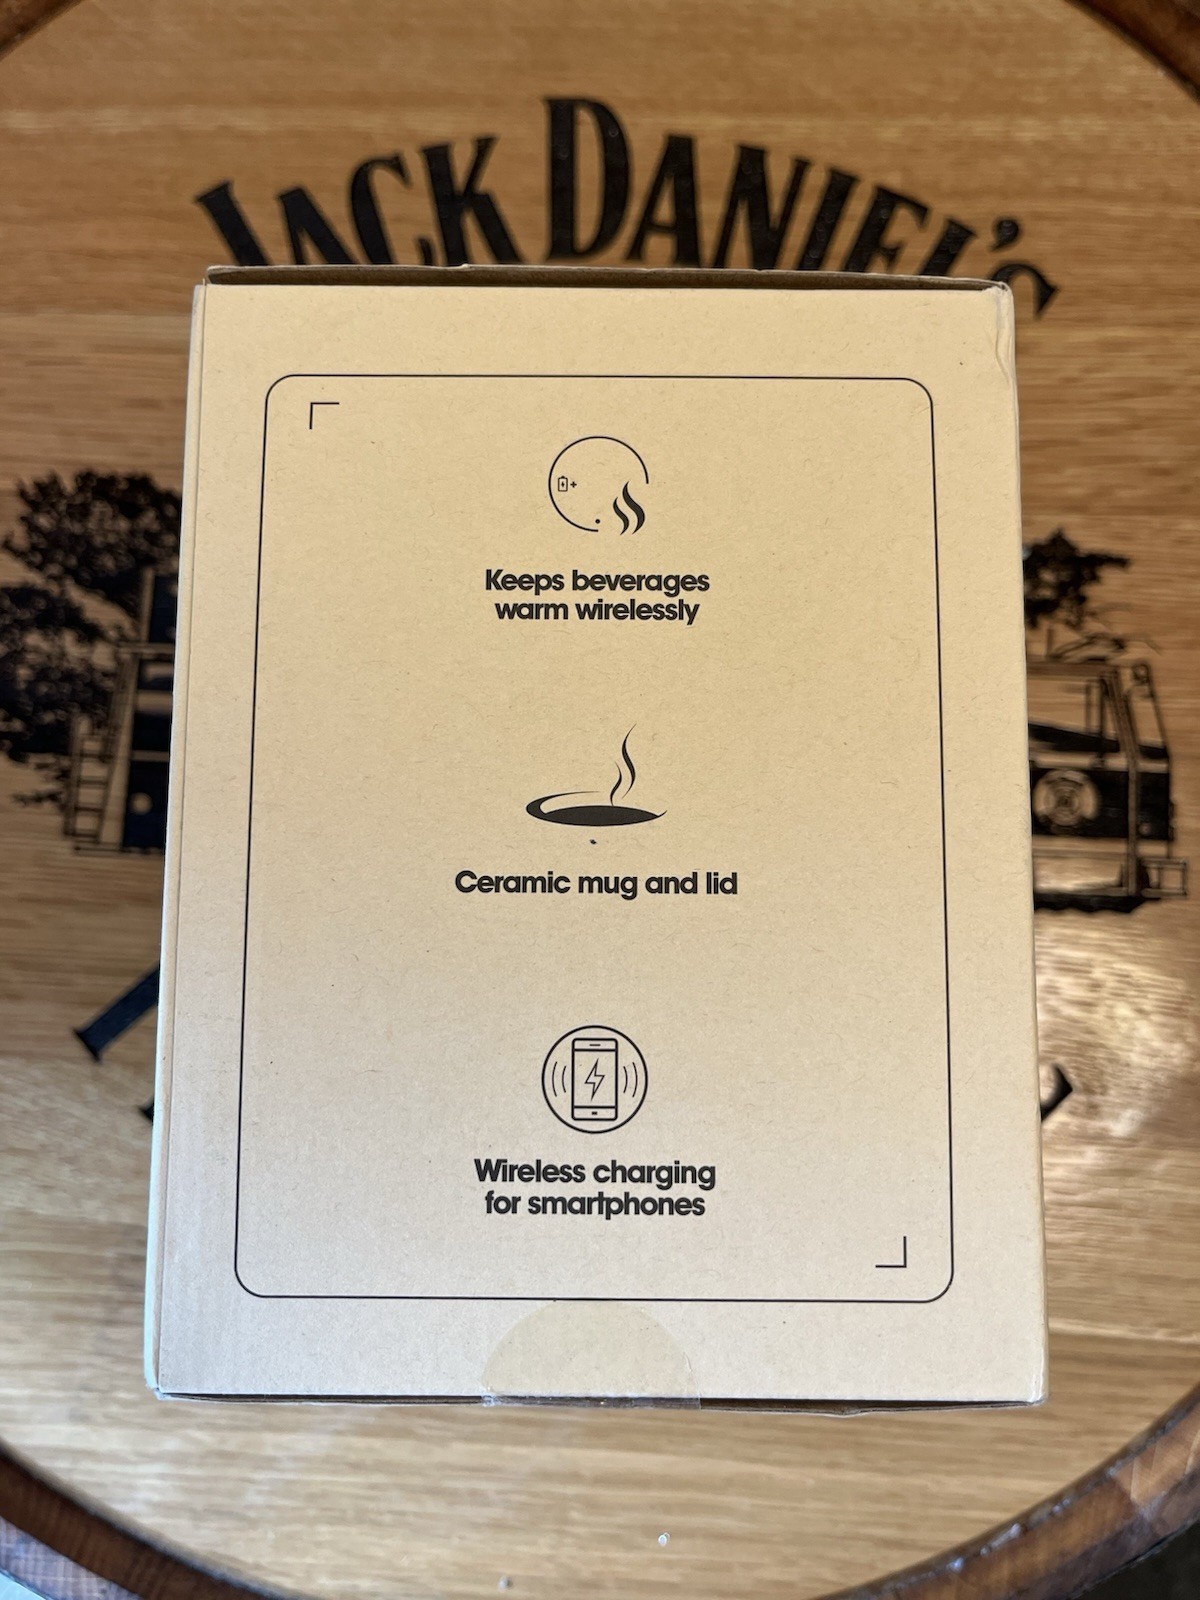 JACK DANIEL'S
Keeps beverages
warm wirelessly
Ceramic mug and lid
Wireless charging
for smartphones